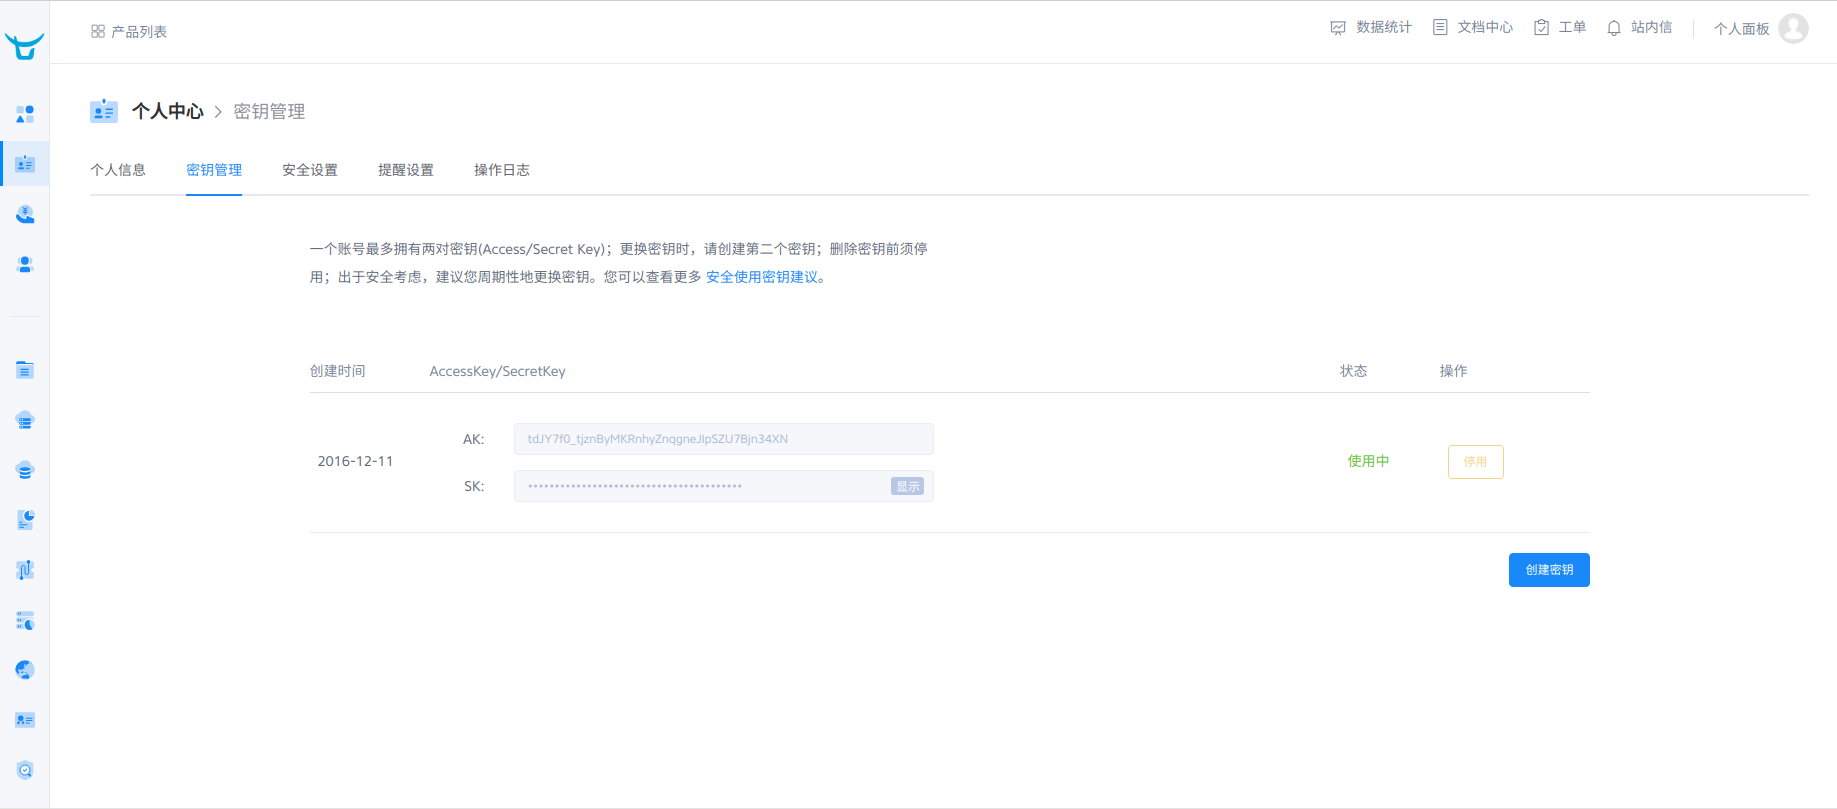 产品列表
数据统计 文档中心 工单 站内信 个人面板
个人中心 > 密钥管理
个人信息 密钥管理 安全设置 提醒设置 操作日志
一个账号最多拥有两对密钥(Access/Secret Key)；更换密钥时，请创建第二个密钥；删除密钥前须停
用；出于安全考虑，建议您周期性地更换密钥。您可以查看更多 安全使用密钥建议。
创建时间 AccessKey/SecretKey 状态 操作
AK: tdJY7f0_tjznByMKRnhyZnqgneJIpSZU7Bjn34XN
2016-12-11 使用中 停用
SK: •••••••••••••••••••••••••••••••••••••••• 显示
创建密钥